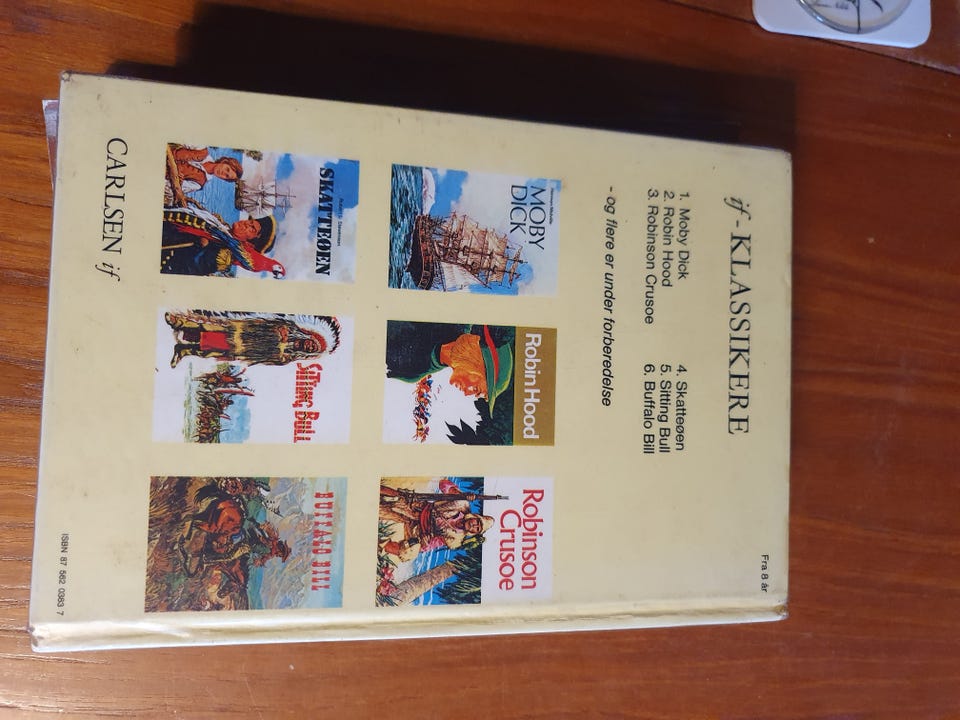 Fra 8 år
if - KLASSIKERE
1. Moby Dick
2. Robin Hood
3. Robinson Crusoe
4. Skatteøen
5. Sitting Bull
6. Buffalo Bill
- og flere er under forberedelse
MOBY
DICK
Robin Hood
Robinson
Crusoe
SKATTEØEN
SITTING BULL
BUFFALO BILL
CARLSEN if
ISBN 87 562 0383 7